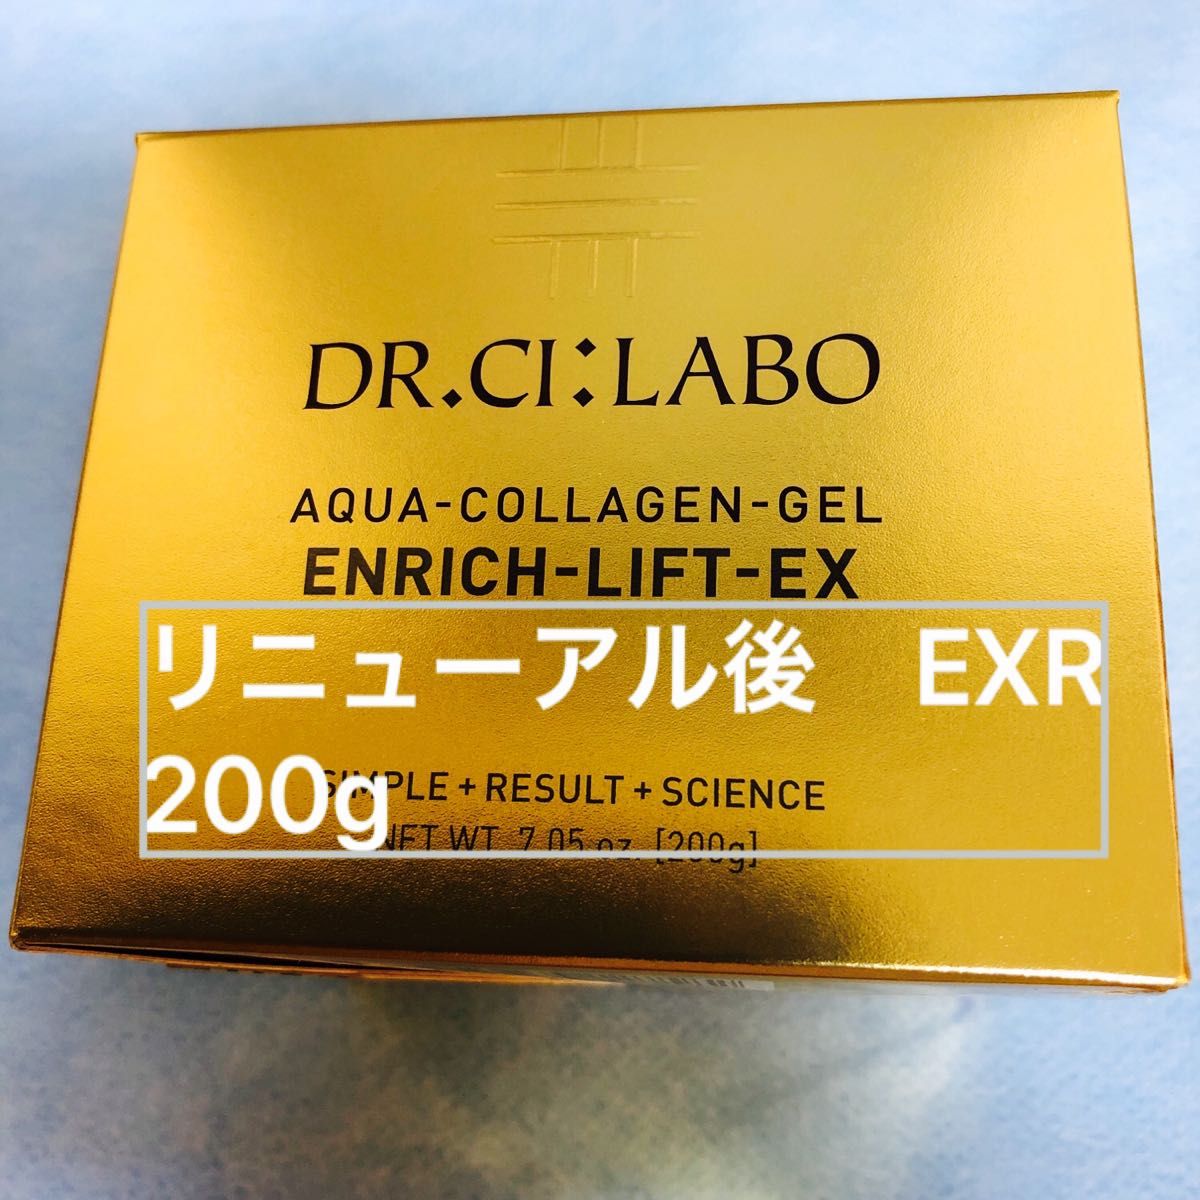 DR.CI:LABO
AQUA-COLLAGEN-GEL
ENRICH-LIFT-EX
リニューアル後　EXR
200g
SIMPLE + RESULT + SCIENCE
NET WT. 7.05 oz. [200g]